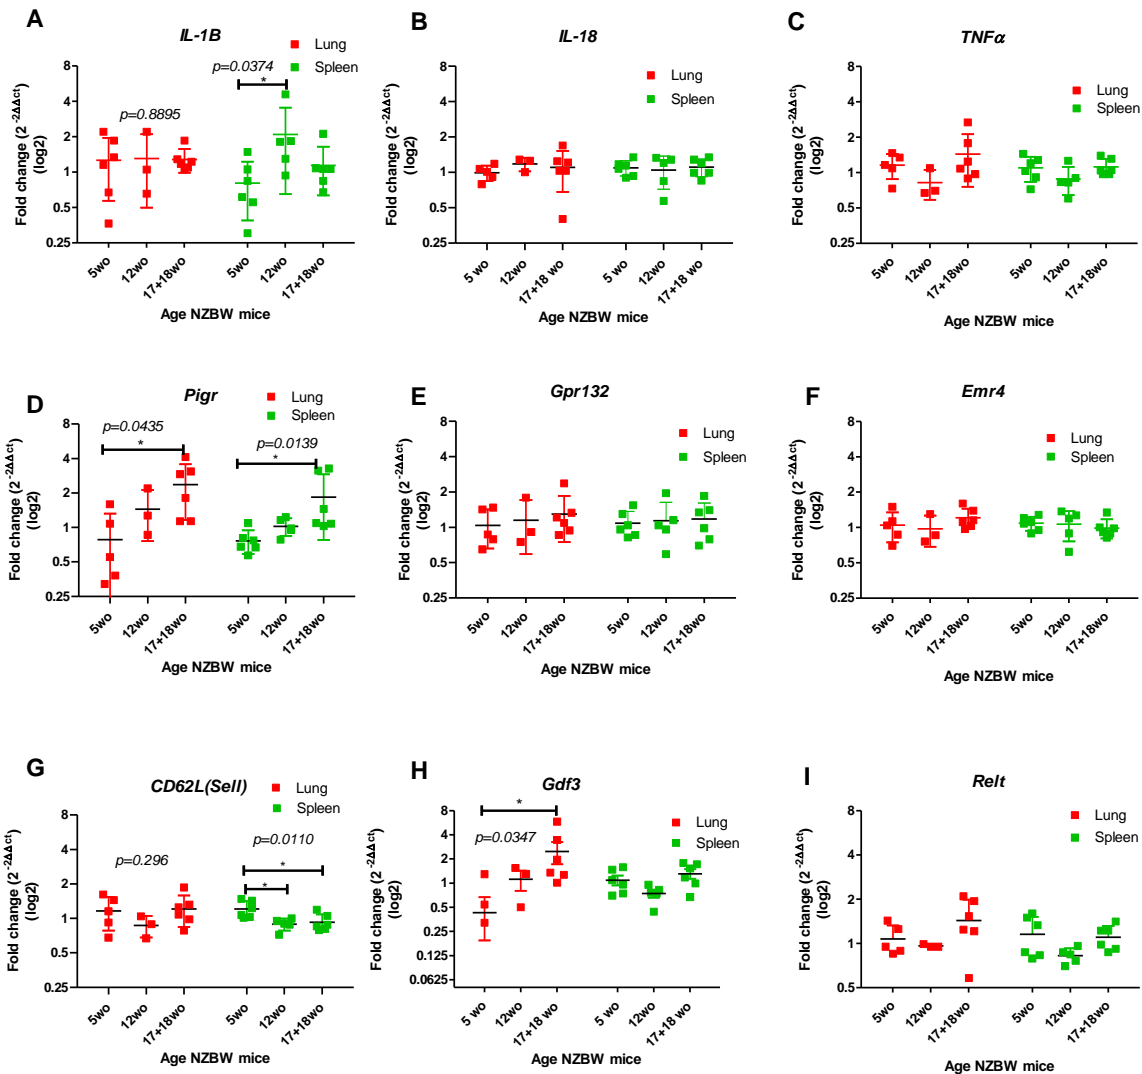 A
IL-1B
Lung
Spleen
p=0.0374
*
p=0.8895
Fold change (2^-ΔΔct)
(log2)
8
4
2
1
0.5
0.25
5wo
12wo
17+18wo
5wo
12wo
17+18wo
Age NZBW mice
B
IL-18
Lung
Spleen
Fold change (2^-ΔΔct)
(log2)
8
4
2
1
0.5
0.25
5 wo
12wo
17+18 wo
5wo
12wo
17+18 wo
Age NZBW mice
C
TNFα
Lung
Spleen
Fold change (2^-ΔΔct)
(log2)
8
4
2
1
0.5
0.25
5wo
12wo
17+18wo
5wo
12wo
17+18wo
Age NZBW mice
D
Pigr
Lung
Spleen
p=0.0435
*
p=0.0139
*
Fold change (2^-ΔΔct)
(log2)
8
4
2
1
0.5
0.25
5wo
12wo
17+18wo
5wo
12wo
17+18wo
Age NZBW mice
E
Gpr132
Lung
Spleen
Fold change (2^-ΔΔct)
(log2)
8
4
2
1
0.5
0.25
5wo
12wo
17+18wo
5wo
12wo
17+18wo
Age NZBW mice
F
Emr4
Lung
Spleen
Fold change (2^-ΔΔct)
(log2)
8
4
2
1
0.5
0.25
5wo
12wo
17+18wo
5wo
12wo
17+18wo
Age NZBW mice
G
CD62L(Sell)
Lung
Spleen
p=0.0110
p=0.296
*
*
Fold change (2^-ΔΔct)
(log2)
8
4
2
1
0.5
0.25
5wo
12wo
17+18wo
5wo
12wo
17+18wo
Age NZBW mice
H
Gdf3
*
Lung
Spleen
p=0.0347
Fold change (2^-ΔΔct)
(log2)
8
4
2
1
0.5
0.25
0.125
0.0625
5 wo
12wo
17+18 wo
5 wo
12wo
17+18 wo
Age NZBW mice
I
Relt
Lung
Spleen
Fold change (2^-ΔΔct)
(log2)
8
4
2
1
0.5
5wo
12wo
17+18wo
5wo
12wo
17+18wo
Age NZBW mice